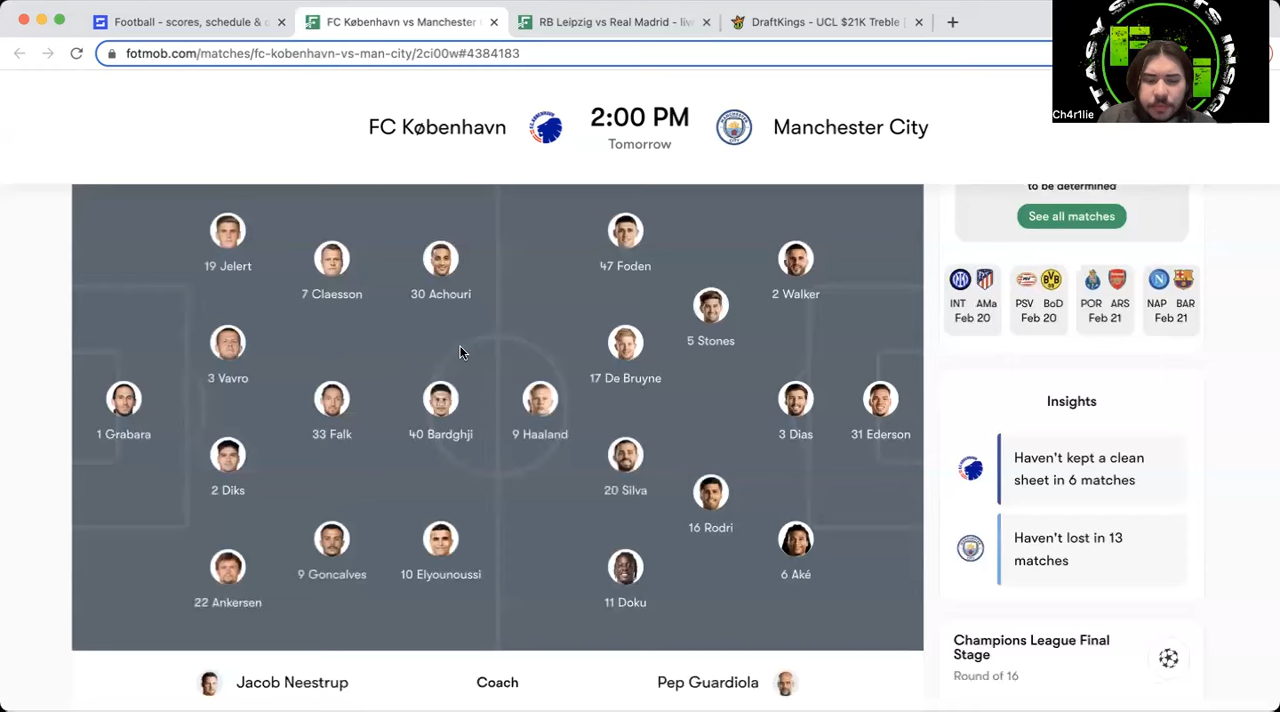 Football - scores, schedule &
FC København vs Manchester
RB Leipzig vs Real Madrid - liv
DraftKings - UCL $21K Treble
fotmob.com/matches/fc-kobenhavn-vs-man-city/2ci00w#4384183
Ch4r1lie
FC København
2:00 PM
Tomorrow
Manchester City
19 Jelert
7 Claesson
30 Achouri
3 Vavro
1 Grabara
33 Falk
40 Bardghji
9 Haaland
2 Diks
9 Goncalves
10 Elyounoussi
22 Ankersen
47 Foden
2 Walker
5 Stones
17 De Bruyne
3 Dias
31 Ederson
20 Silva
16 Rodri
6 Aké
11 Doku
Jacob Neestrup
Coach
Pep Guardiola
to be determined
See all matches
INT AMa
Feb 20
PSV BoD
Feb 20
POR ARS
Feb 21
NAP BAR
Feb 21
Insights
Haven't kept a clean
sheet in 6 matches
Haven't lost in 13
matches
Champions League Final
Stage
Round of 16